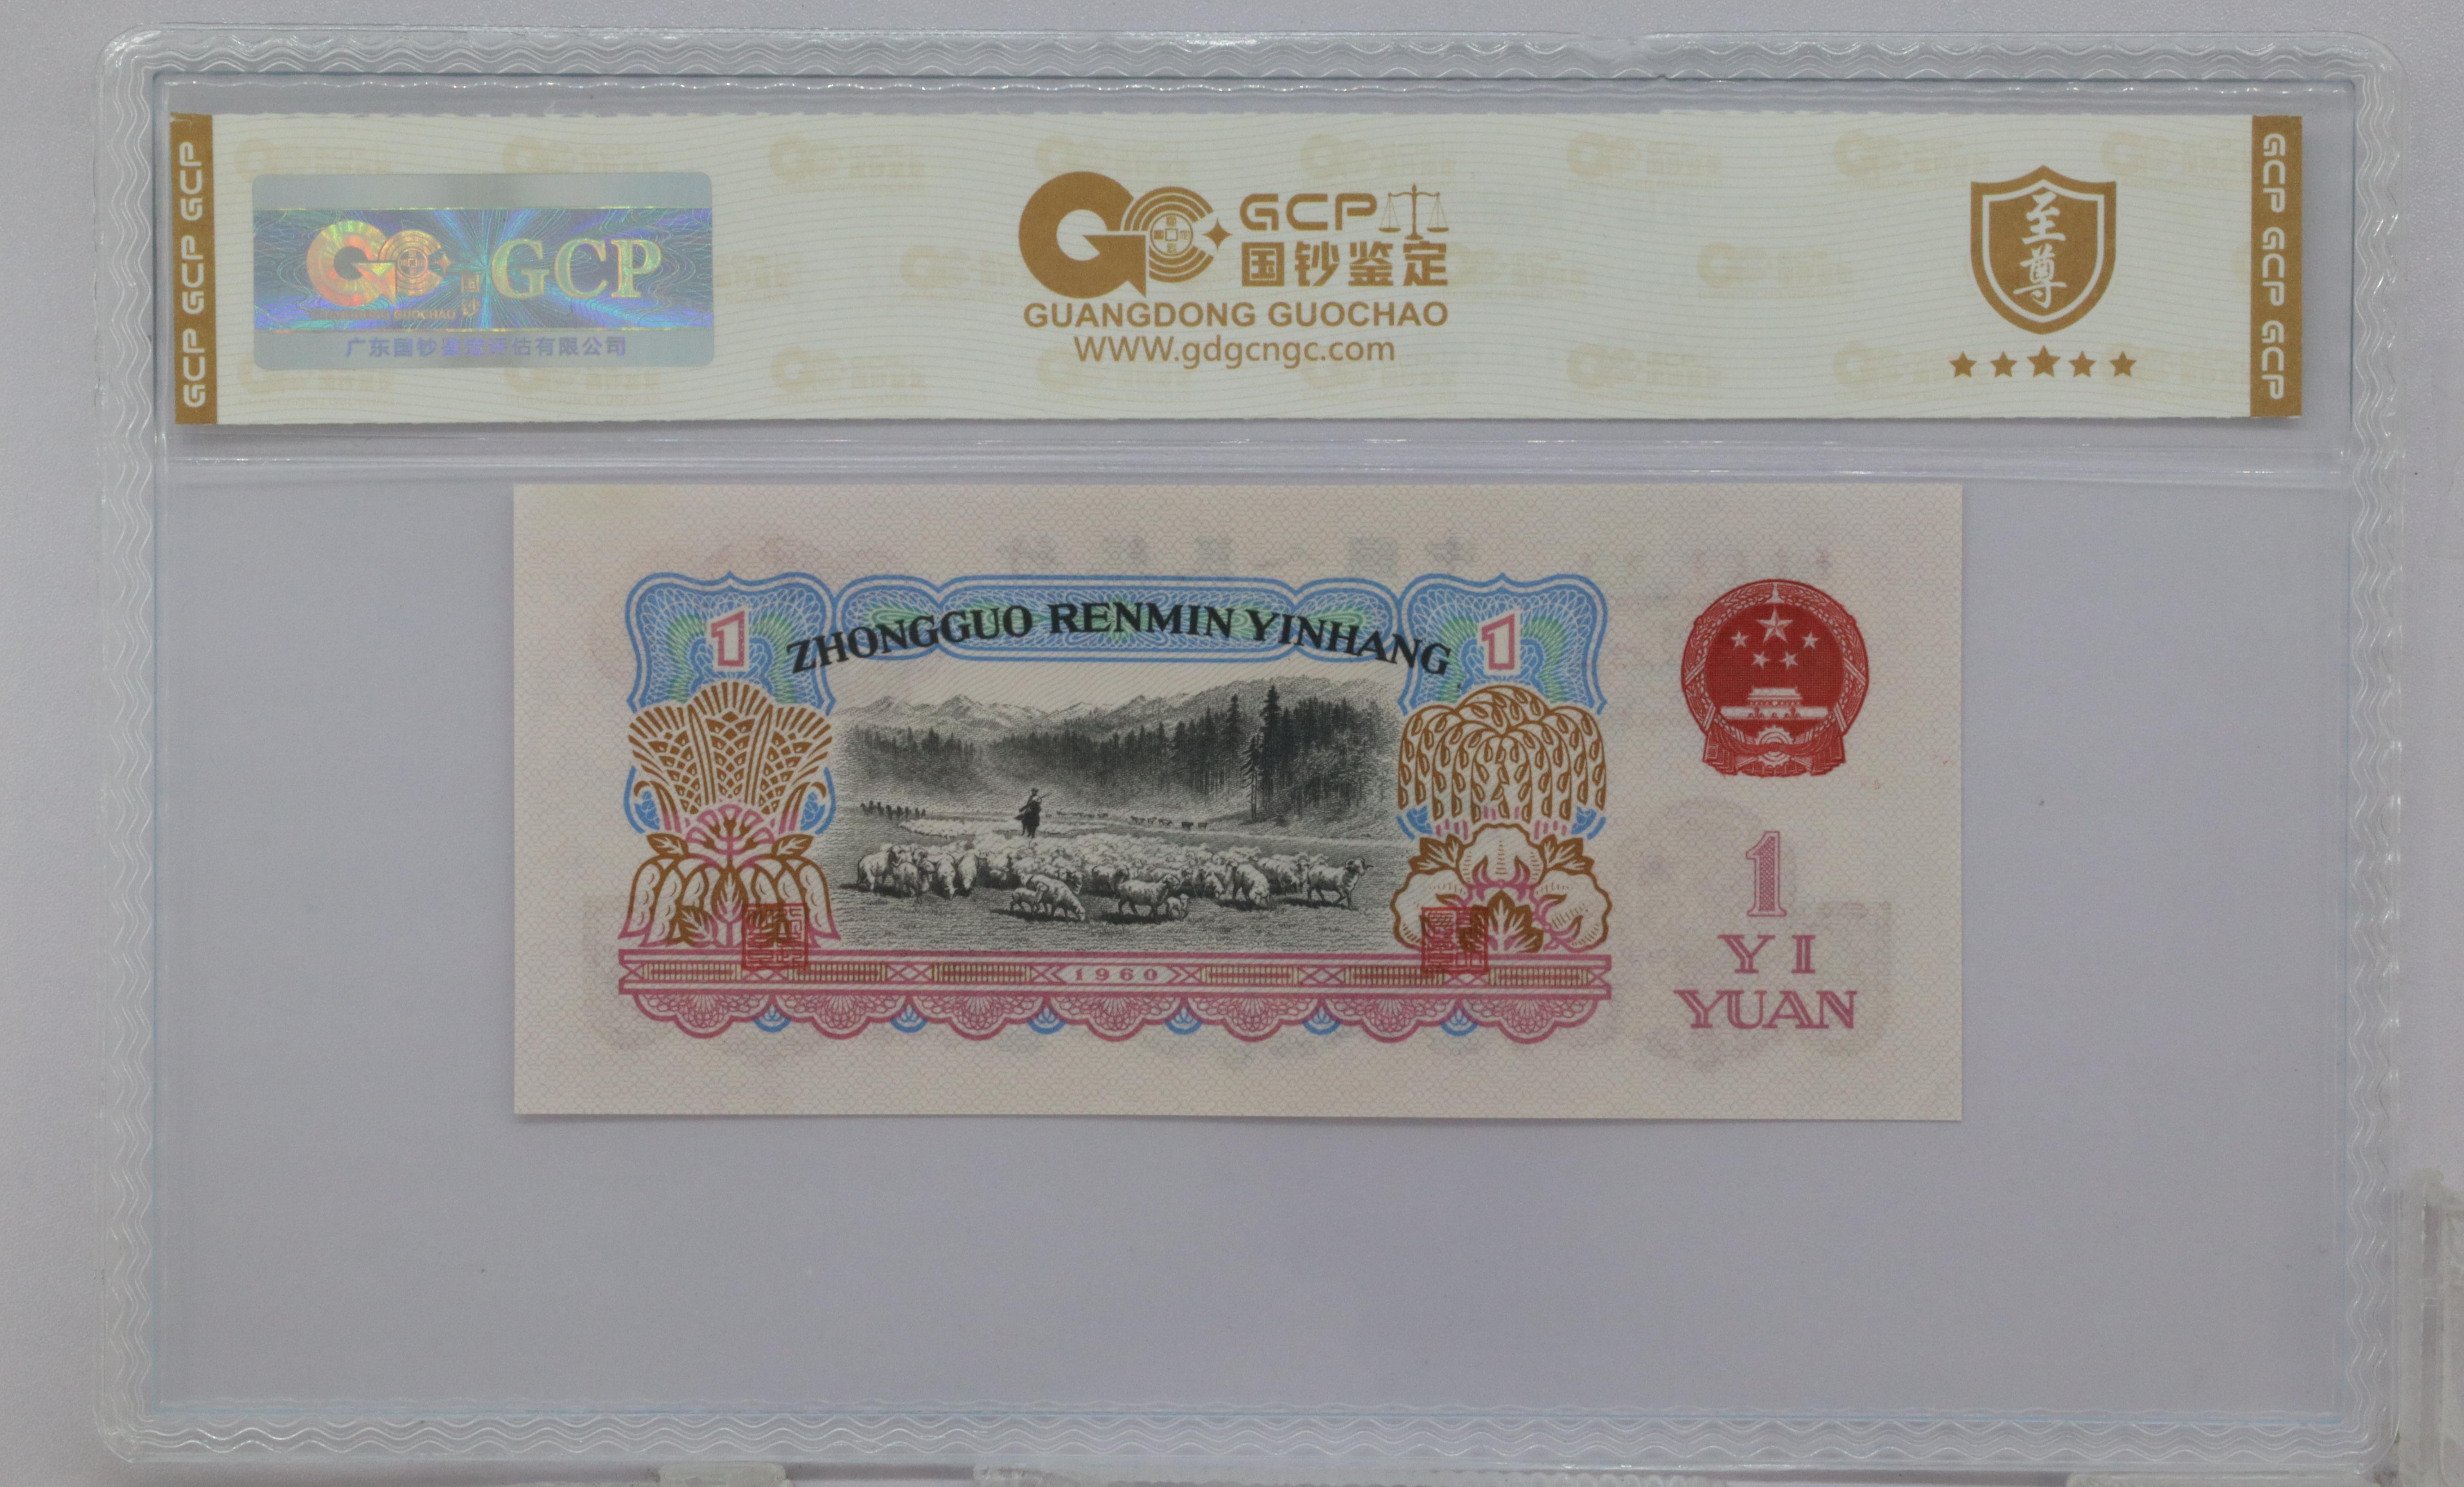 GCP GCP GCP
GCP
GUANGDONG GUOCHAO
国钞
广东国钞鉴定评估有限公司
GCP
国钞鉴定
GUANGDONG GUOCHAO
WWW.gdgcngc.com
至尊
GCP GCP GCP
ZHONGGUO RENMIN YINHANG
1
1
1960
1
YI
YUAN